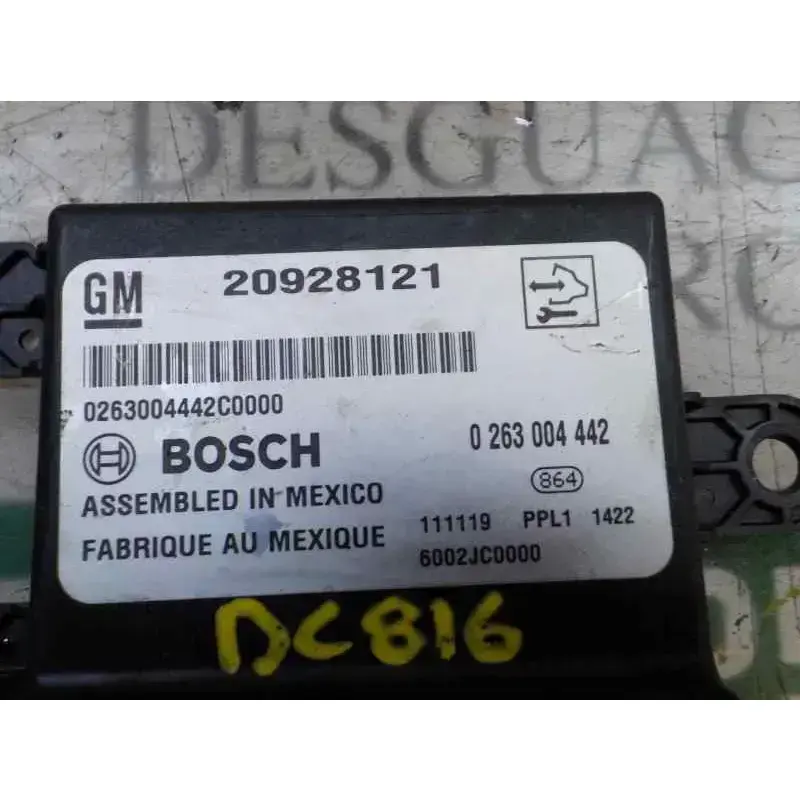 DESGUAC
GM 20928121
0263004442C0000
BOSCH 0 263 004 442
864
ASSEMBLED IN MEXICO
FABRIQUE AU MEXIQUE
111119 PPL1 1422
6002JC0000
DC816